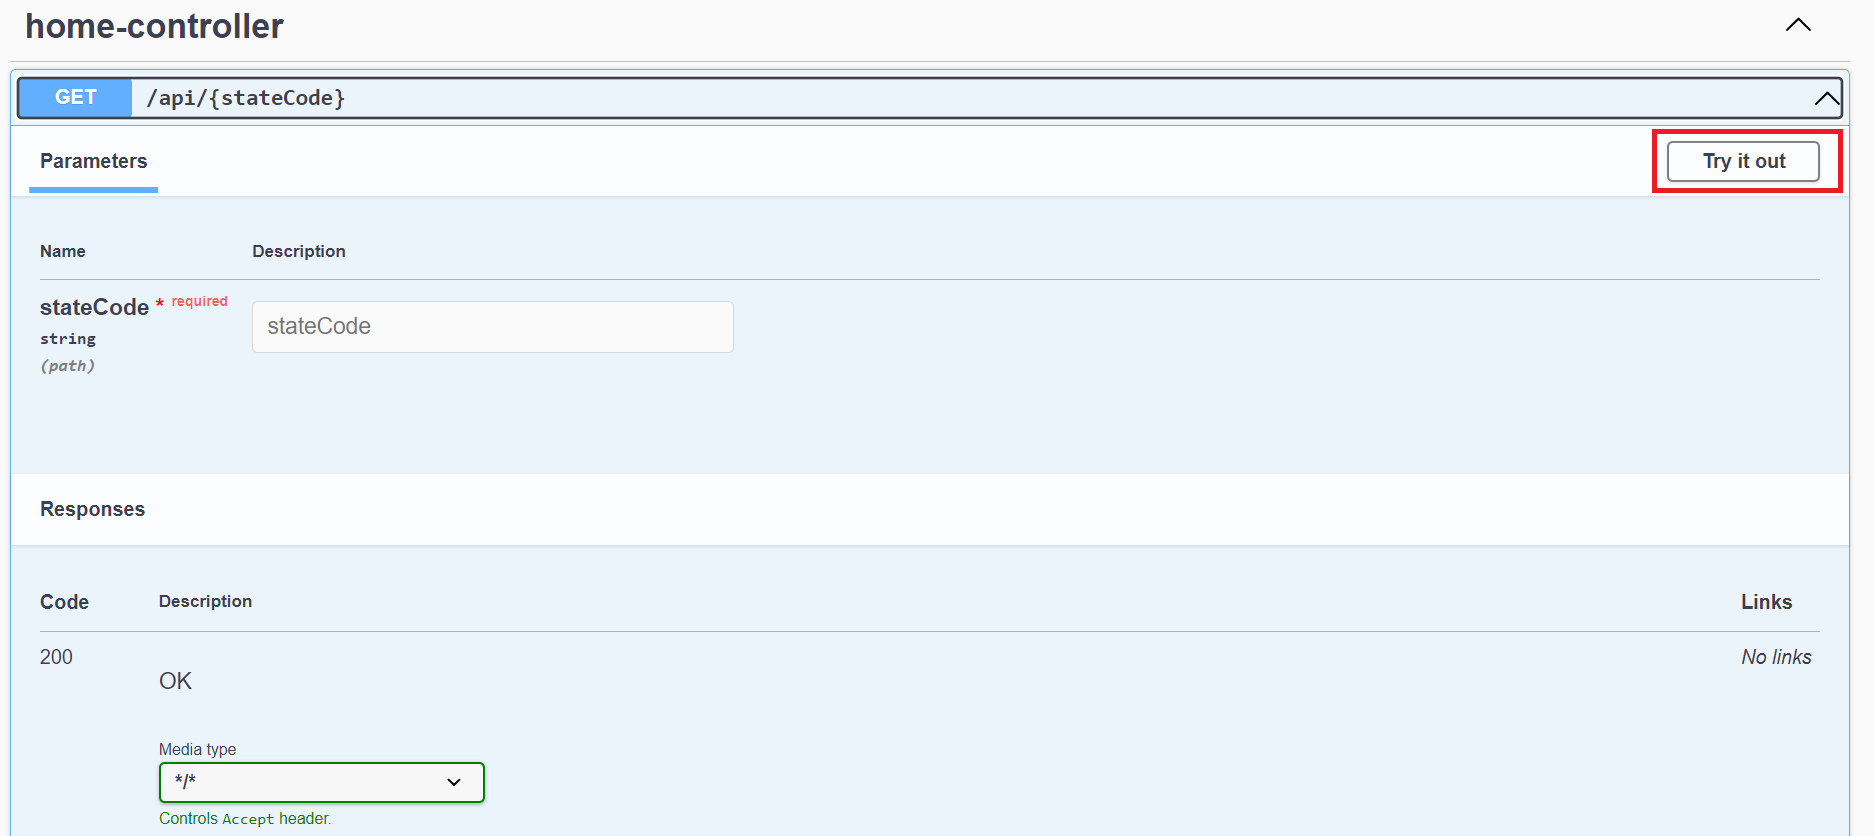 home-controller
GET /api/{stateCode}
Parameters Try it out
Name Description
stateCode * required
string
(path)
stateCode
Responses
Code Description Links
200 No links
OK
Media type
*/*
Controls Accept header.